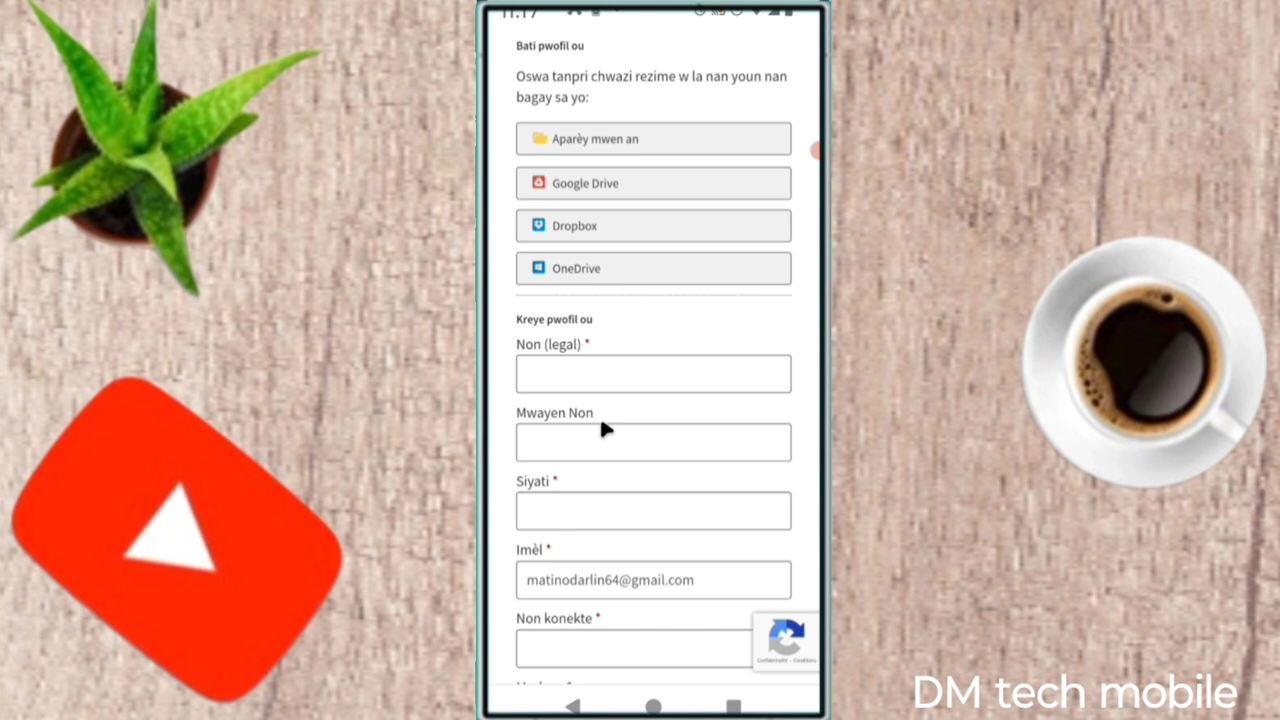 Bati pwofil ou
Oswa tanpri chwazi rezime w la nan youn nan
bagay sa yo:
Aparèy mwen an
Google Drive
Dropbox
OneDrive
Kreye pwofil ou
Non (legal) *
Mwayen Non
Siyati *
Imèl *
matinodarlin64@gmail.com
Non konekte *
DM tech mobile